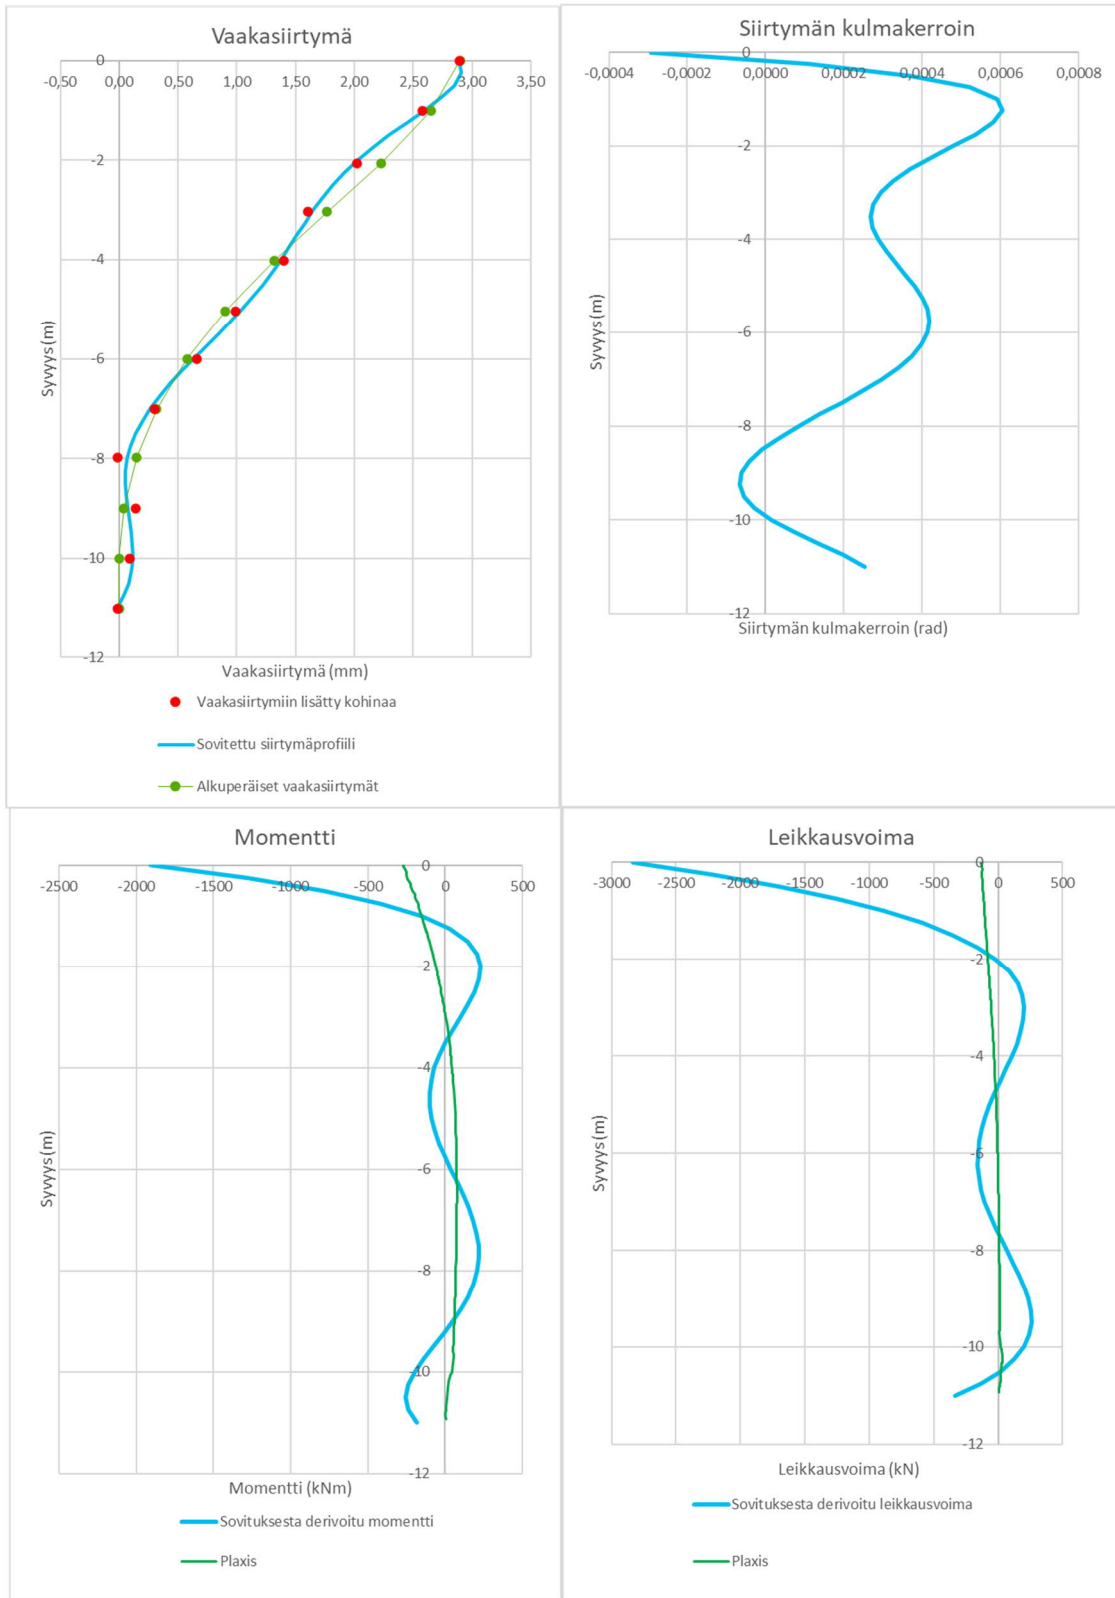 Vaakasiirtymä
0
-0,50 0,00 0,50 1,00 1,50 2,00 2,50 3,00 3,50
-2
-4
-6
-8
-10
-12
Syvyys (m)
Vaakasiirtymä (mm)
Vaakasiirtymiin lisätty kohinaa
Sovitettu siirtymäprofiili
Alkuperäiset vaakasiirtymät
Siirtymän kulmakerroin
0
-0,0004 -0,0002 0,0000 0,0002 0,0004 0,0006 0,0008
-2
-4
-6
-8
-10
-12
Syvyys (m)
Siirtymän kulmakerroin (rad)
Momentti
0
-2500 -2000 -1500 -1000 -500 0 500
-2
-4
-6
-8
-10
-12
Syvyys (m)
Momentti (kNm)
Sovituksesta derivoitu momentti
Plaxis
Leikkausvoima
0
-3000 -2500 -2000 -1500 -1000 -500 0 500
-2
-4
-6
-8
-10
-12
Syvyys (m)
Leikkausvoima (kN)
Sovituksesta derivoitu leikkausvoima
Plaxis